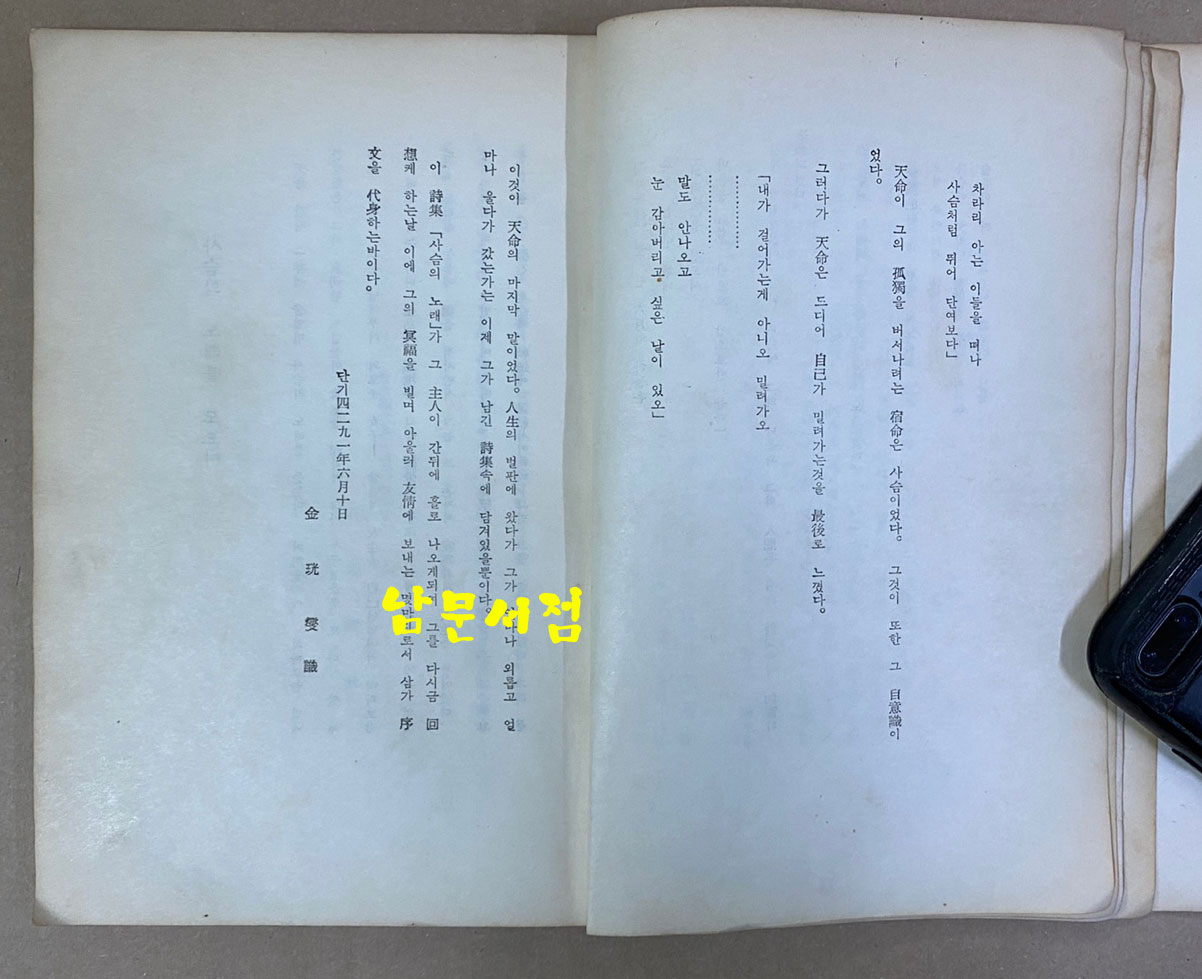 차라리 아는 이들을 떠나
사슴처럼 뛰어 단여보다」
天命이 그의 孤獨을 버서나려는 宿命은 사슴이었다。 그것이 또한 그 自意識이
었다。
그러다가 天命은 드디어 自己가 밀려가는것을 最後로 느꼈다。
「내가 걸어가는게 아니오 밀려가오
………………
………………
말도 안나오고
눈 감아버리고 싶은 날이 있오」
이것이 天命의 마지막 말이었다。人生의 벌판에 왔다가 그가 외롭고 얼
마나 울다가 갔는가는 이제 그가 남긴 詩集속에 담겨있을뿐이다。
이 詩集「사슴의 노래」가 그 主人이 간뒤에 홀로 나오게되 그를 다시금 回
想케 하는날 이에 그의 冥福을 빌며 아울러 友情에 보내는 로서 삼가 序
文을 代身하는바이다。
단기四二九一年六月十日
金 珖 燮 識
남문서점